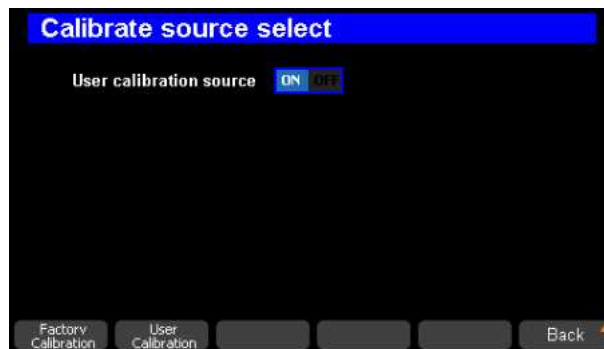 Calibrate source select
User calibration source ON OFF
Factory
Calibration
User
Calibration
Back